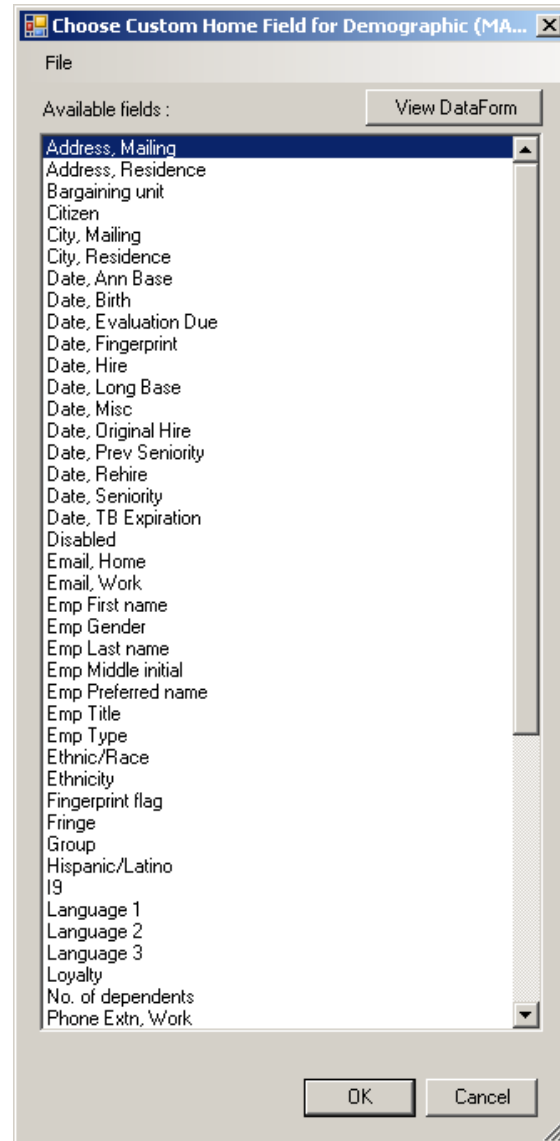 Choose Custom Home Field for Demographic (MA...
File
Available fields :
View DataForm
Address, Mailing
Address, Residence
Bargaining unit
Citizen
City, Mailing
City, Residence
Date, Ann Base
Date, Birth
Date, Evaluation Due
Date, Fingerprint
Date, Hire
Date, Long Base
Date, Misc
Date, Original Hire
Date, Prev Seniority
Date, Rehire
Date, Seniority
Date, TB Expiration
Disabled
Email, Home
Email, Work
Emp First name
Emp Gender
Emp Last name
Emp Middle initial
Emp Preferred name
Emp Title
Emp Type
Ethnic/Race
Ethnicity
Fingerprint flag
Fringe
Group
Hispanic/Latino
I9
Language 1
Language 2
Language 3
Loyalty
No. of dependents
Phone Extn, Work
OK
Cancel